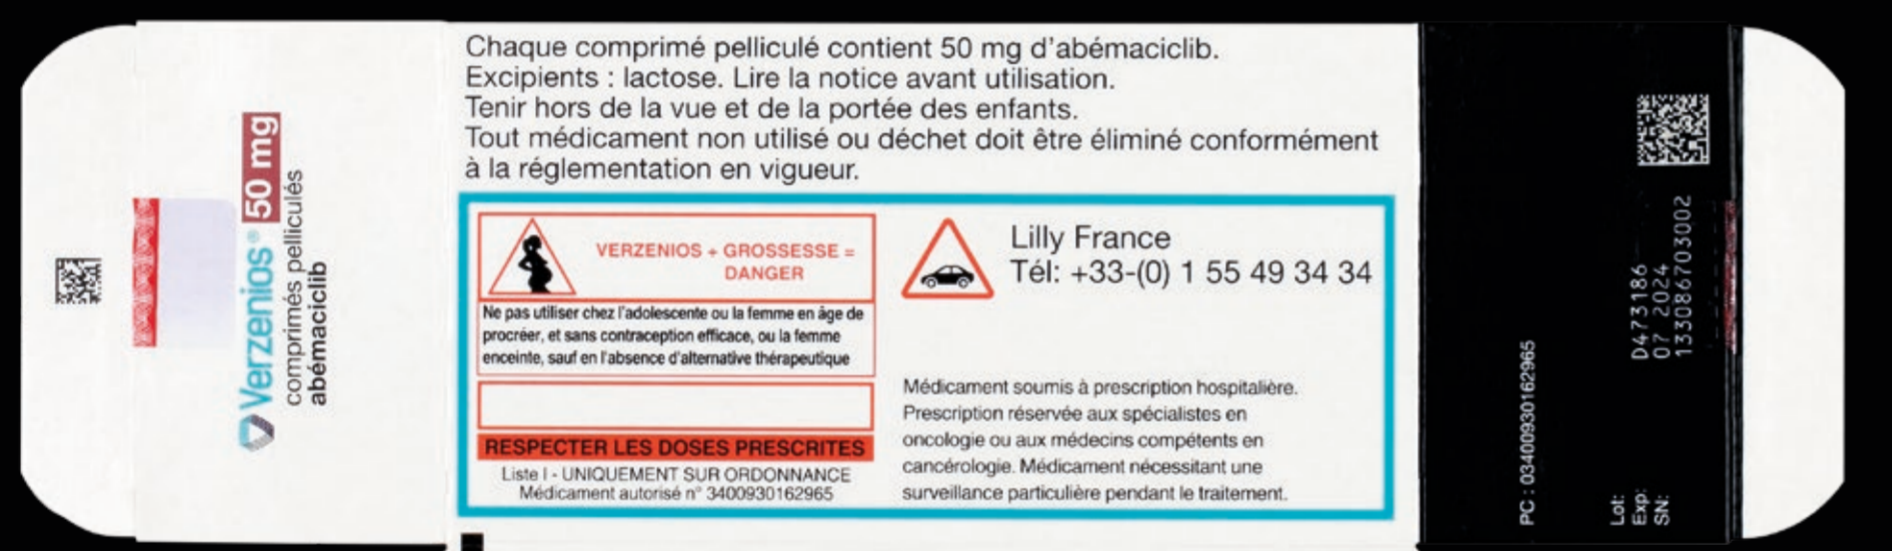 Verzenios® 50 mg
comprimés pelliculés
abémaciclib
Chaque comprimé pelliculé contient 50 mg d'abémaciclib.
Excipients : lactose. Lire la notice avant utilisation.
Tenir hors de la vue et de la portée des enfants.
Tout médicament non utilisé ou déchet doit être éliminé conformément
à la réglementation en vigueur.
VERZENIOS + GROSSESSE =
DANGER
Ne pas utiliser chez l'adolescente ou la femme en âge de
procréer, et sans contraception efficace, ou la femme
enceinte, sauf en l'absence d'alternative thérapeutique
RESPECTER LES DOSES PRESCRITES
Liste I - UNIQUEMENT SUR ORDONNANCE
Médicament autorisé n° 3400930162965
Lilly France
Tél: +33-(0) 1 55 49 34 34
Médicament soumis à prescription hospitalière.
Prescription réservée aux spécialistes en
oncologie ou aux médecins compétents en
cancérologie. Médicament nécessitant une
surveillance particulière pendant le traitement.
PC : 03400930162965
Lot: D473186
Exp: 07 2024
SN: 1330867030​02